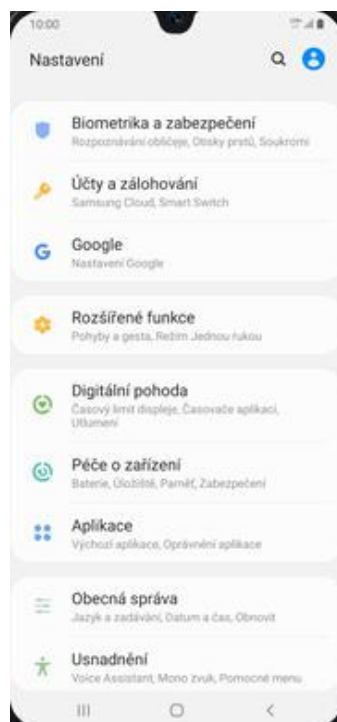 10:00
Nastavení
Biometrika a zabezpečení
Rozpoznávání obličeje, Otisky prstů, Soukromí
Účty a zálohování
Samsung Cloud, Smart Switch
Google
Nastavení Google
Rozšířené funkce
Pohyby a gesta, Režim Jednou rukou
Digitální pohoda
Časový limit displeje, Časovače aplikací,
Utlumení
Péče o zařízení
Baterie, Úložiště, Paměť, Zabezpečení
Aplikace
Výchozí aplikace, Oprávnění aplikace
Obecná správa
Jazyk a zadávání, Datum a čas, Obnovit
Usnadnění
Voice Assistant, Mono zvuk, Pomocné menu